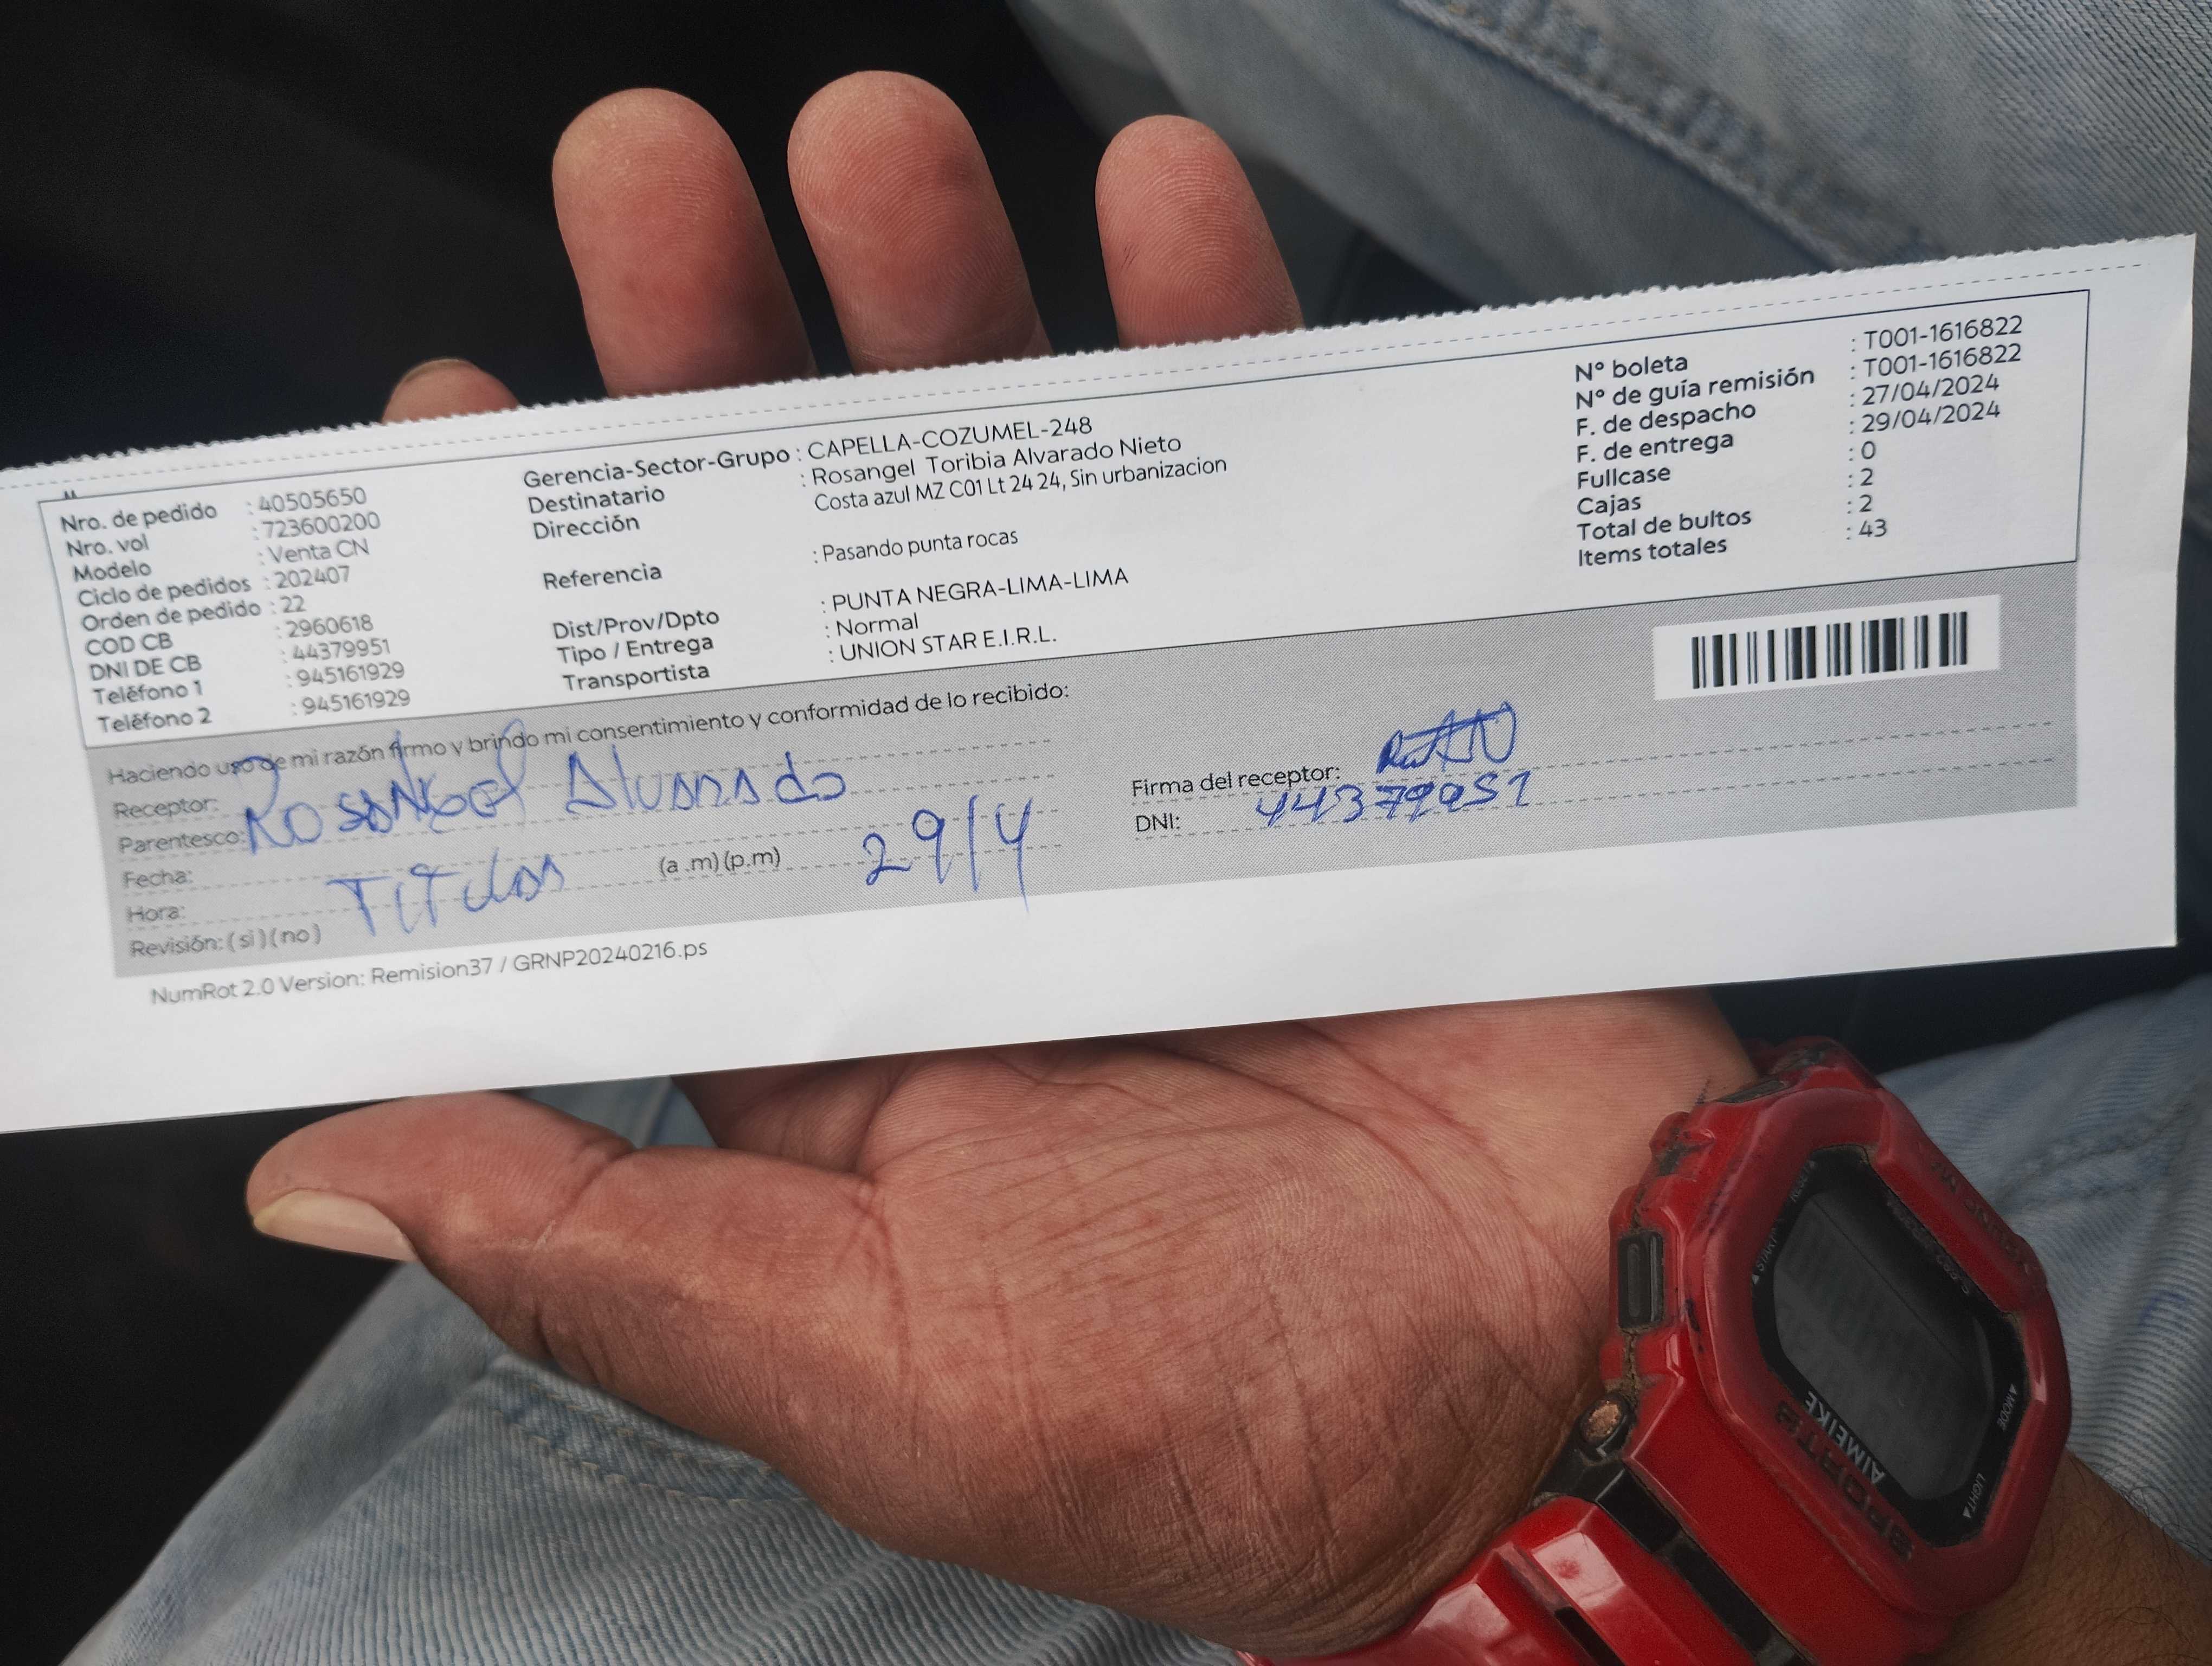 Nro. de pedido : 40505650
Nro. vol : 723600200
Modelo : Venta CN
Ciclo de pedidos : 202407
Orden de pedido : 22
COD CB : 2960618
DNI DE CB : 44379951
Teléfono 1 : 945161929
Teléfono 2 : 945161929
Gerencia-Sector-Grupo : CAPELLA-COZUMEL-248
Destinatario : Rosangel Toribia Alvarado Nieto
Dirección Costa azul MZ C01 Lt 24 24, Sin urbanizacion
Referencia : Pasando punta rocas
Dist/Prov/Dpto : PUNTA NEGRA-LIMA-LIMA
Tipo / Entrega : Normal
Transportista : UNION STAR E.I.R.L.
N° boleta : T001-1616822
N° de guía remisión : T001-1616822
F. de despacho : 27/04/2024
F. de entrega : 29/04/2024
Fullcase : 0
Cajas : 2
Total de bultos : 2
Items totales : 43
Haciendo uso de mi razón firmo y brindo mi consentimiento y conformidad de lo recibido:
Receptor: Rosangel Alvarado
Parentesco:
Fecha:
Hora: Titular (a .m) (p.m) 29/4
Revisión: ( si ) ( no )
Firma del receptor:
DNI: 44379951
NumRot 2.0 Version: Remision37 / GRNP20240216.ps
START
MODE
LIGHT
AIMEIKE
SPORTS